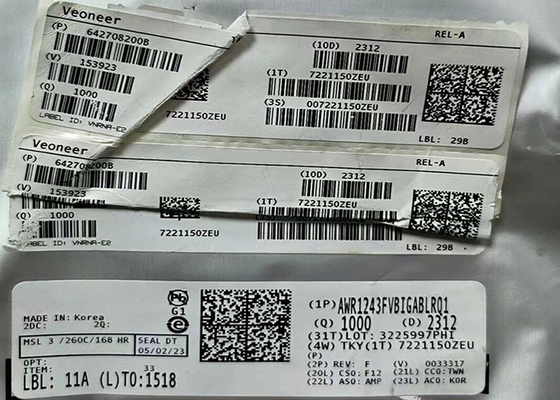 Veoneer
REL-A
(P) 642708200B
(10D) 2312
(V) 153923
(1T) 7221150ZEU
(Q) 1000
(3S) 007221150ZEU
7221150ZEU
LABEL ID: VNRNA-E2
LBL: 29B
Veoneer
REL-A
(P) 642708200B
(10D) 2312
(V) 153923
(1T) 7221150ZEU
(Q) 1000
7221150ZEU
LABEL ID: VNRNA-E2
LBL: 29B
Pb
G1
MADE IN: Korea
2DC: 2Q:
MSL 3 /260C/168 HR
SEAL DT
05/02/23
OPT:
ITEM: 33
LBL: 11A (L)TO:1518
(1P) AWR1243FVBIGABLRQ1
(Q) 1000 (D) 2312
(31T) LOT: 3225997PHI
(4W) TKY(1T) 7221150ZEU
(P)
(2P) REV: F (V) 0033317
(20L) CSO: F12 (21L) CCO:TWN
(22L) ASO: AMP (23L) ACO: KOR